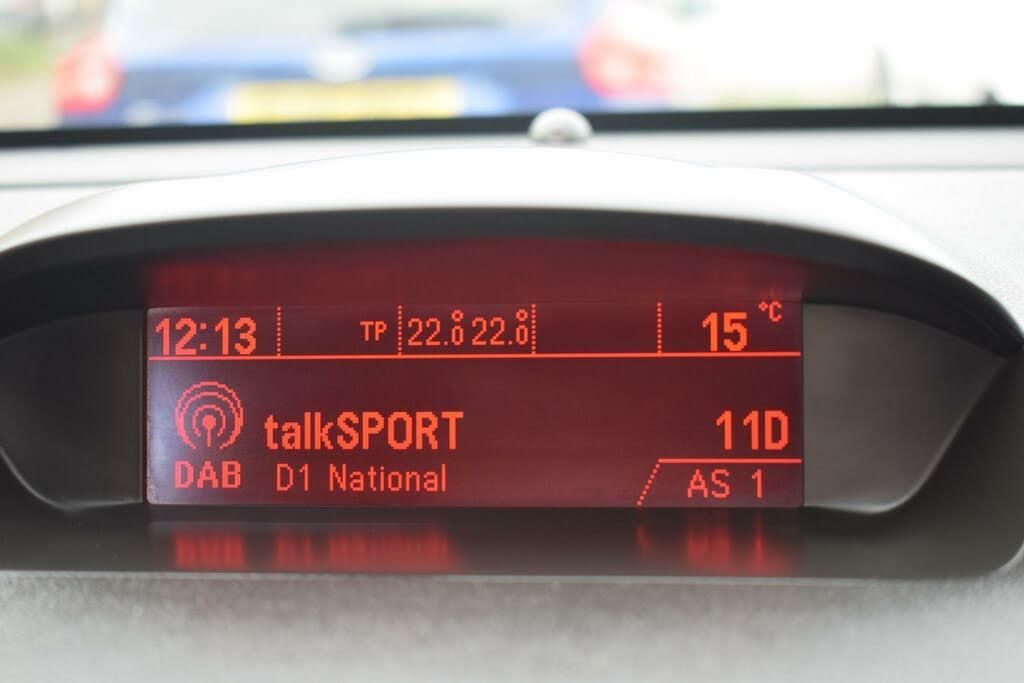 12:13 TP 22.0° 22.0° 15 °C
talkSPORT 11D
DAB D1 National AS 1